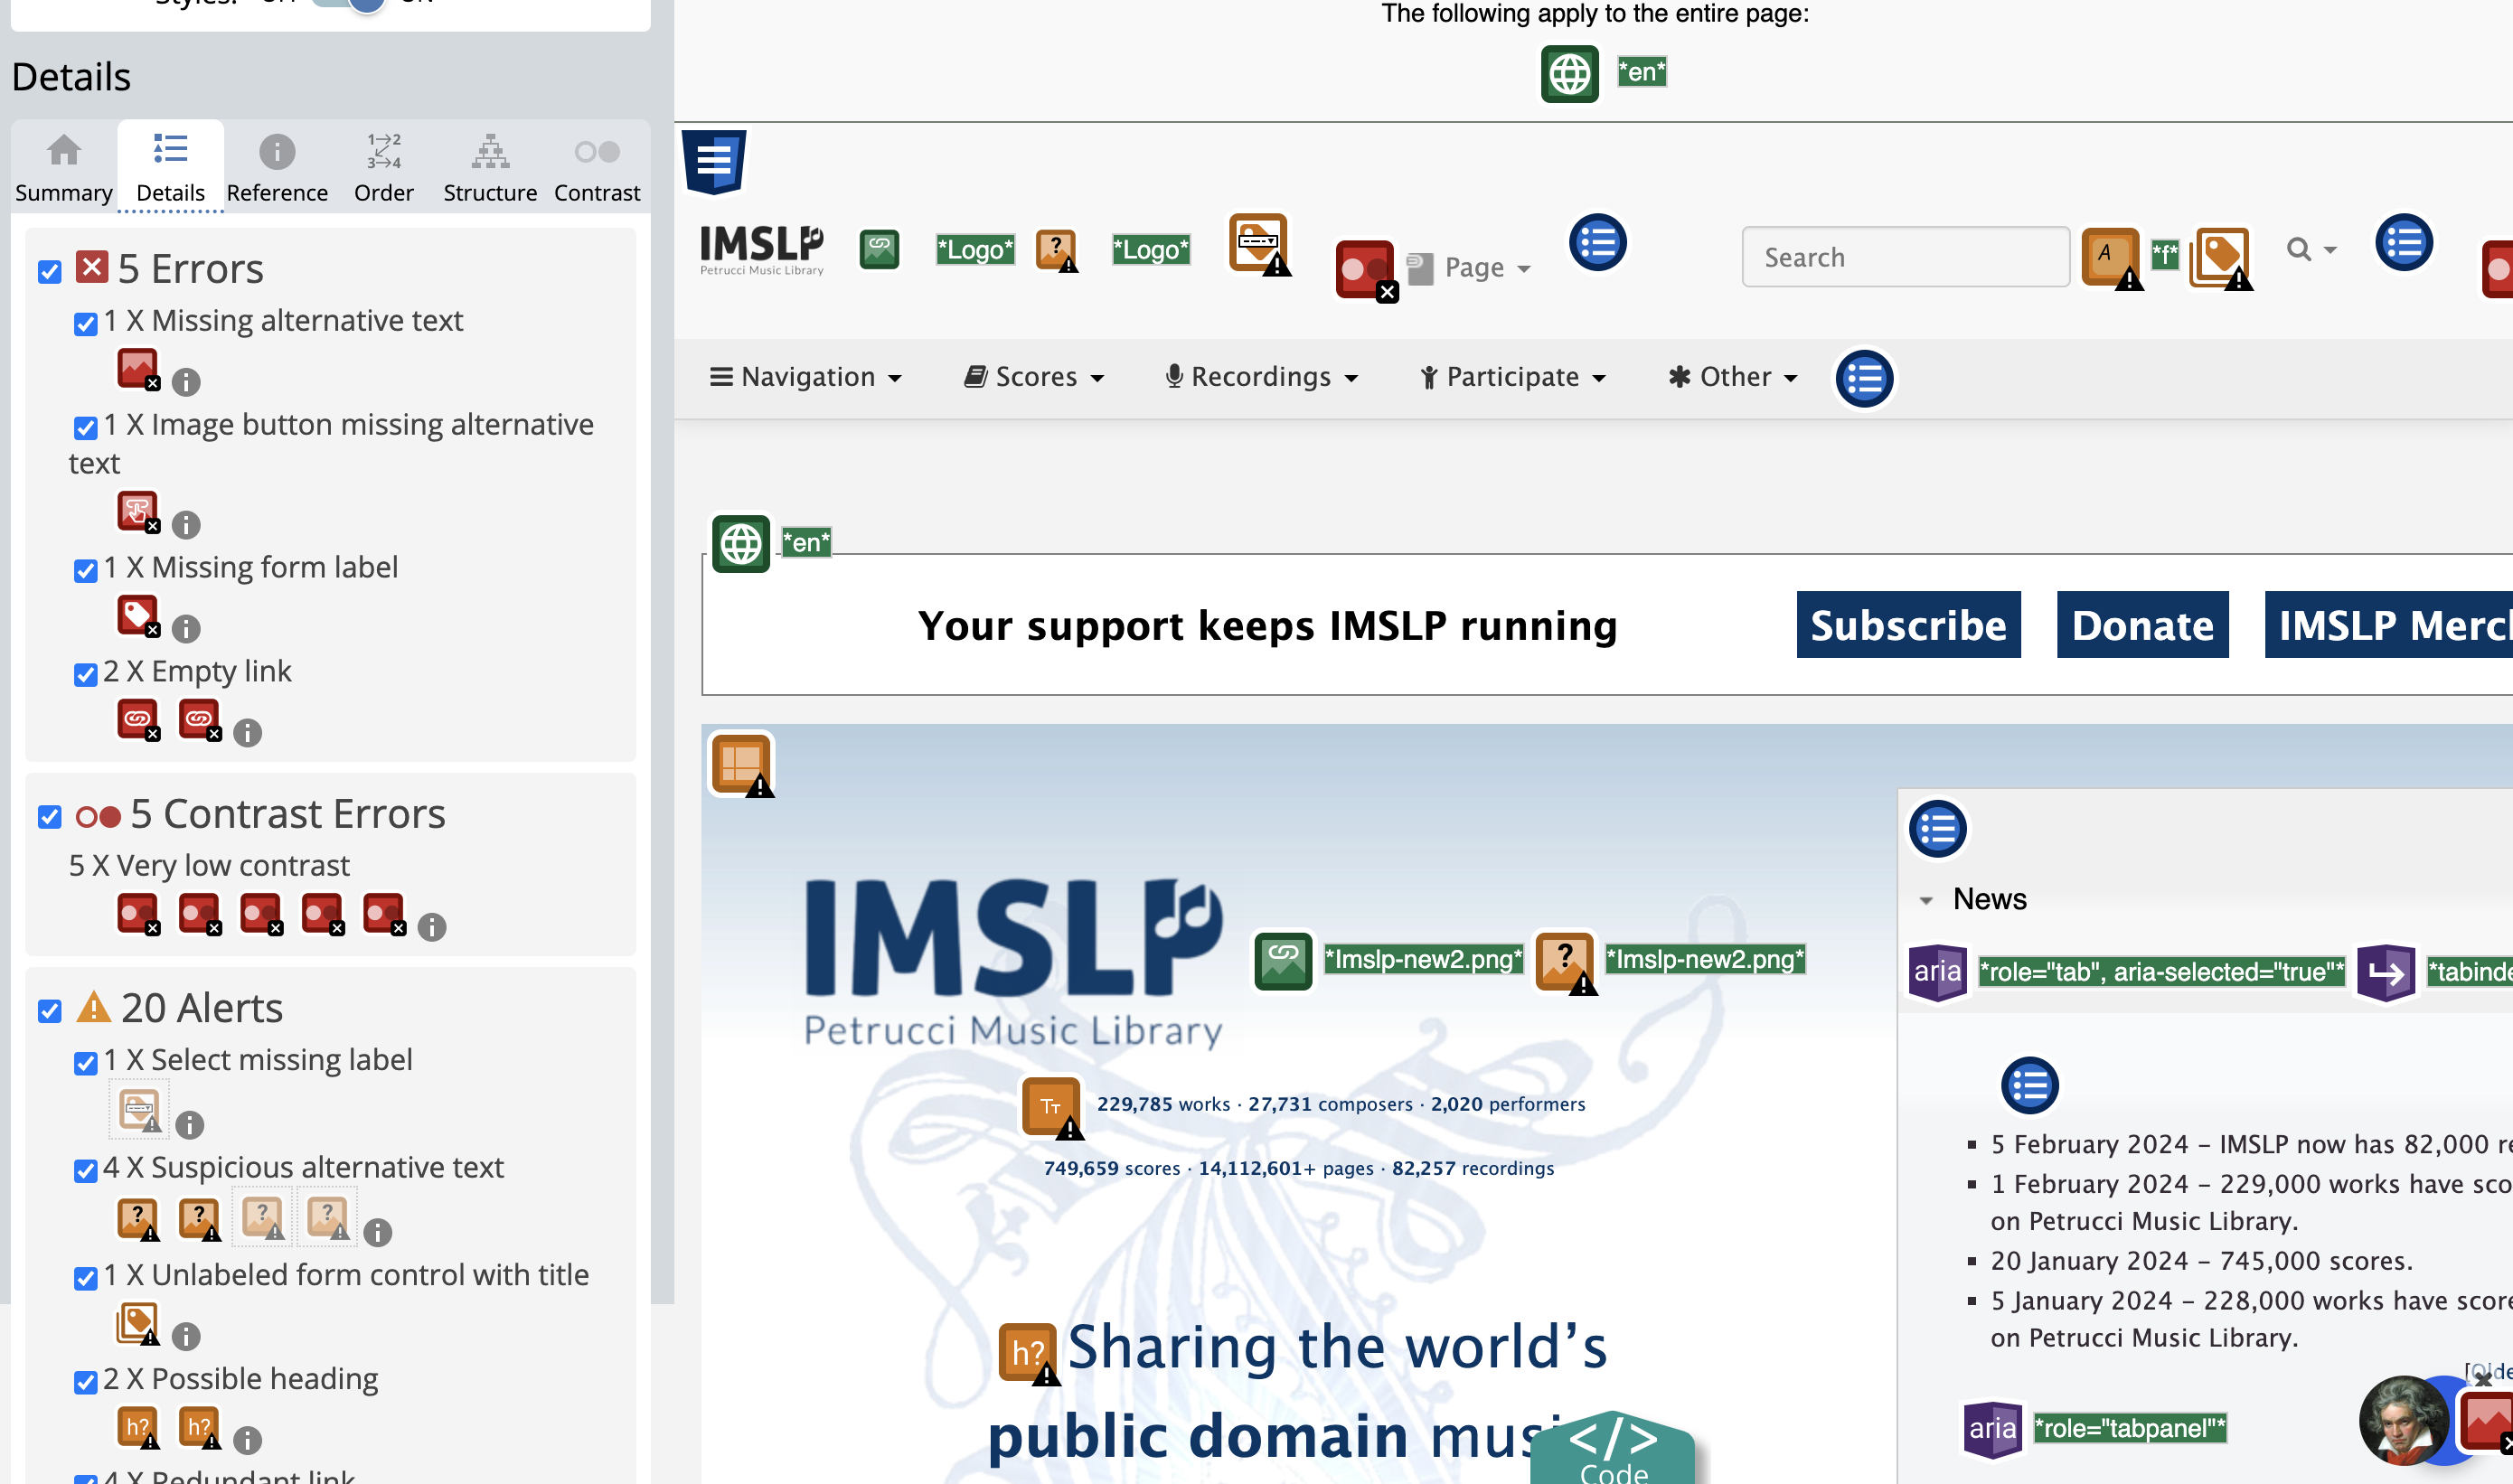 Styles:
Details
Summary
Details
Reference
Order
Structure
Contrast
5 Errors
1 X Missing alternative text
1 X Image button missing alternative
text
1 X Missing form label
2 X Empty link
5 Contrast Errors
5 X Very low contrast
20 Alerts
1 X Select missing label
4 X Suspicious alternative text
1 X Unlabeled form control with title
2 X Possible heading
4 X Redundant link
The following apply to the entire page:
*en*
IMSLP
Petrucci Music Library
*Logo*
*Logo*
Page
Search
*f*
Navigation
Scores
Recordings
Participate
Other
*en*
Your support keeps IMSLP running
Subscribe
Donate
IMSLP Merc
IMSLP
Petrucci Music Library
*Imslp-new2.png*
*Imslp-new2.png*
229,785 works · 27,731 composers · 2,020 performers
749,659 scores · 14,112,601+ pages · 82,257 recordings
h? Sharing the world's
public domain mus
</>
Code
News
aria *role="tab", aria-selected="true"*
*tabinde
5 February 2024 – IMSLP now has 82,000 re
1 February 2024 – 229,000 works have sco
on Petrucci Music Library.
20 January 2024 – 745,000 scores.
5 January 2024 – 228,000 works have score
on Petrucci Music Library.
aria *role="tabpanel"*